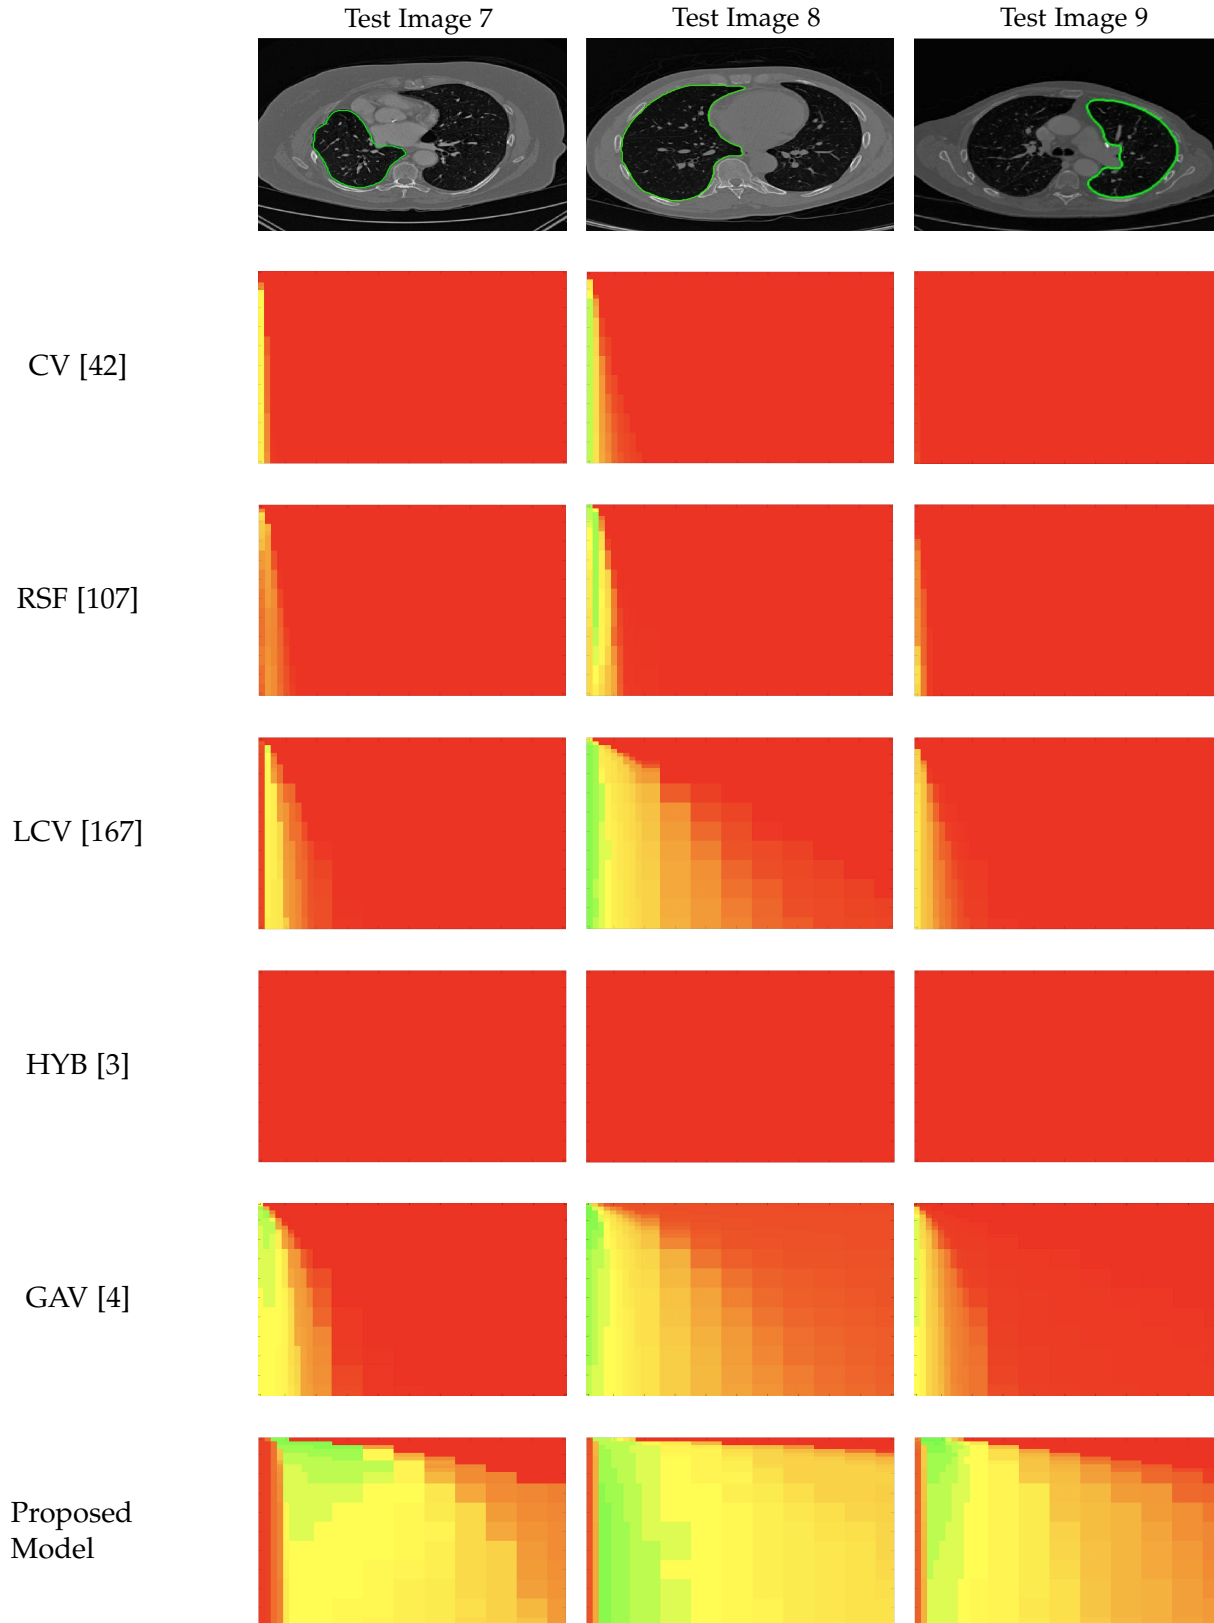 Test Image 7
Test Image 8
Test Image 9
CV [42]
RSF [107]
LCV [167]
HYB [3]
GAV [4]
Proposed
Model